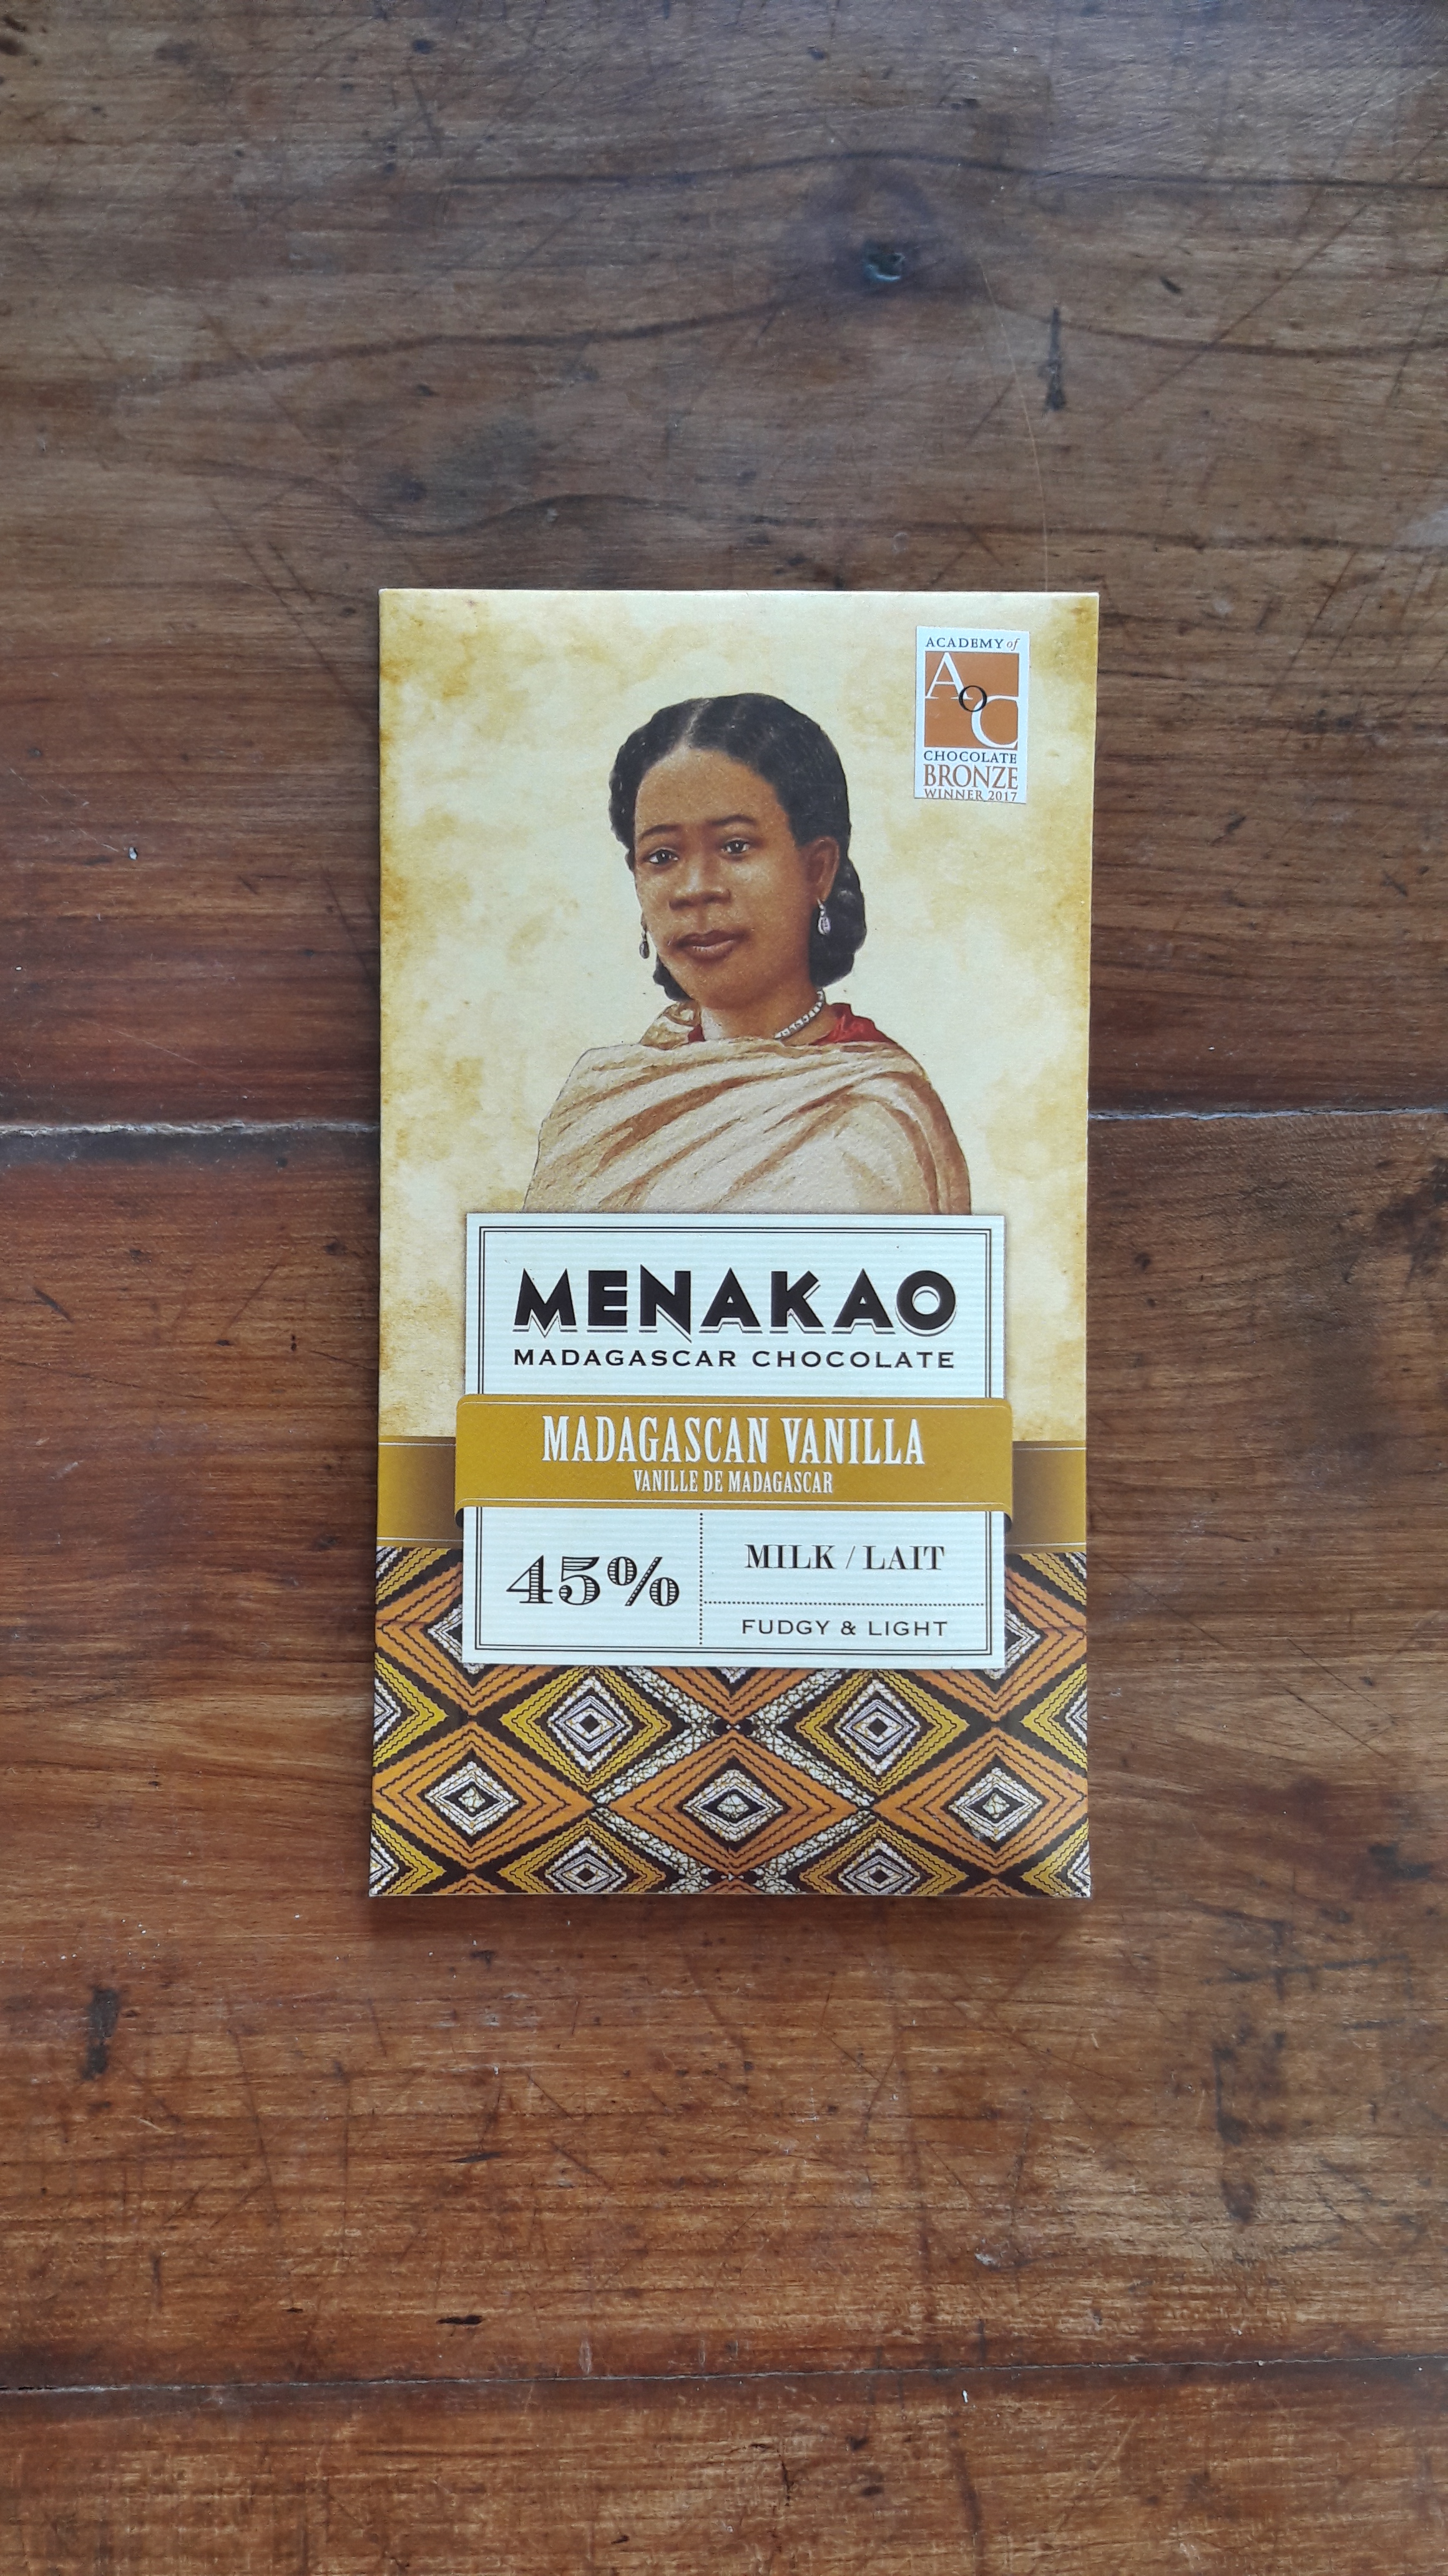 ACADEMY of
AOC
CHOCOLATE
BRONZE
WINNER 2017
MENAKAO
MADAGASCAR CHOCOLATE
MADAGASCAN VANILLA
VANILLE DE MADAGASCAR
45%
MILK / LAIT
FUDGY & LIGHT